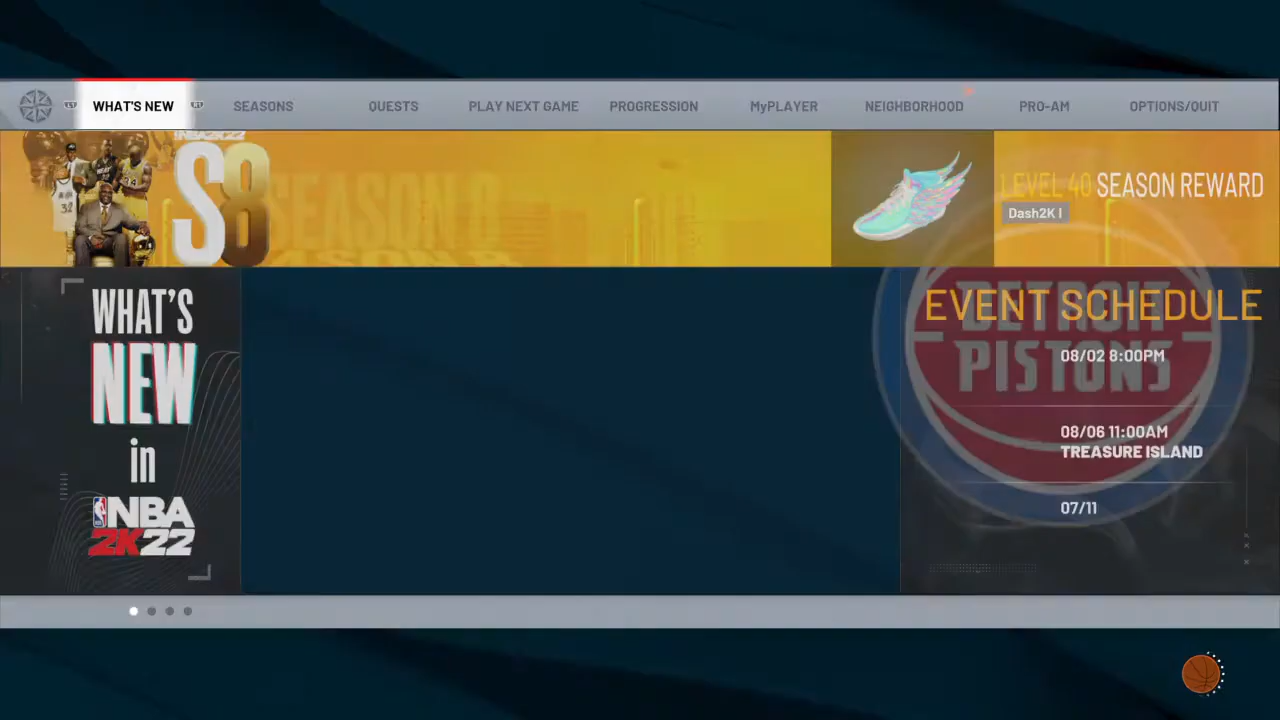 WHAT'S NEW
SEASONS
QUESTS
PLAY NEXT GAME
PROGRESSION
MyPLAYER
NEIGHBORHOOD
PRO-AM
OPTIONS/QUIT
NBA 2K22
S8
SEASON 8
LEVEL 40 SEASON REWARD
Dash2K I
WHAT'S
NEW
in
NBA
2K22
EVENT SCHEDULE
DETROIT
PISTONS
08/02 8:00PM
08/06 11:00AM
TREASURE ISLAND
07/11